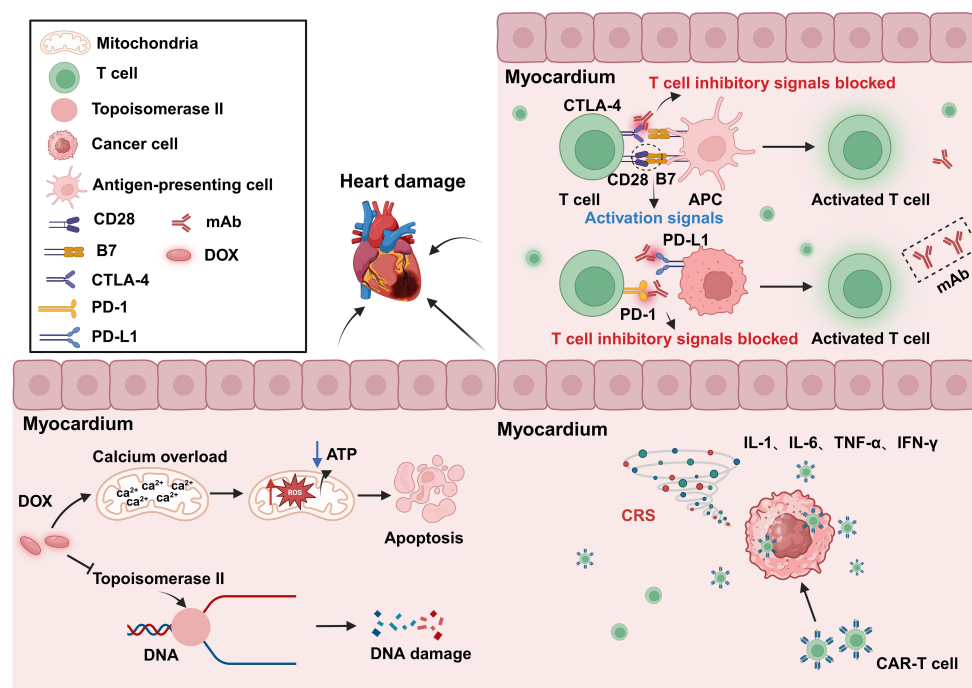 Mitochondria
T cell
Topoisomerase II
Cancer cell
Antigen-presenting cell
CD28
mAb
B7
DOX
CTLA-4
PD-1
PD-L1
Heart damage
Myocardium
T cell inhibitory signals blocked
CTLA-4
CD28 B7
T cell
APC
Activated T cell
Activation signals
PD-L1
mAb
PD-1
T cell inhibitory signals blocked
Activated T cell
Myocardium
Calcium overload
ATP
DOX
ca2+ ca2+ ca2+
ca2+ ca2+
ROS
Apoptosis
Topoisomerase II
DNA
DNA damage
Myocardium
IL-1、IL-6、TNF-α、IFN-γ
CRS
CAR-T cell